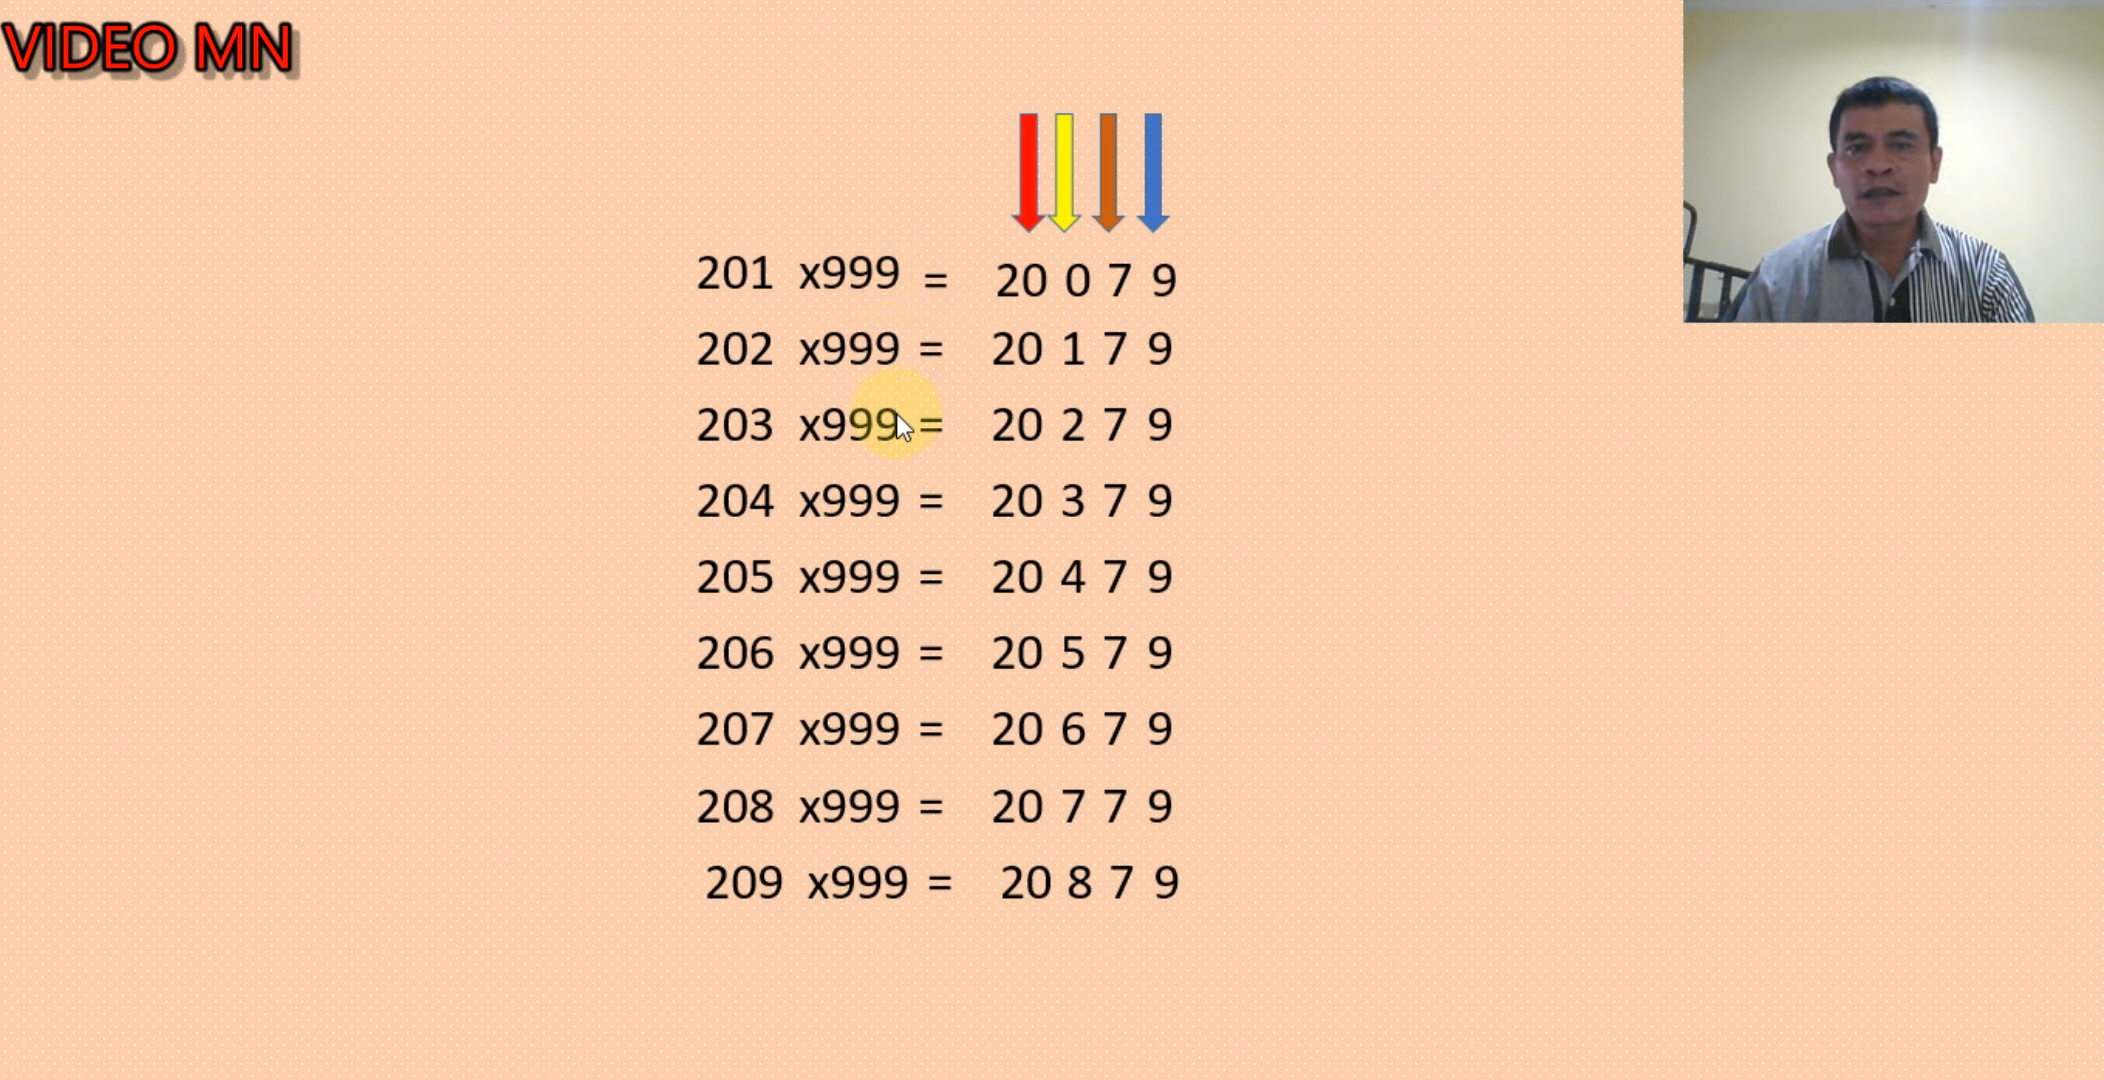 VIDEO MN
201 x999 = 20 0 7 9
202 x999 = 20 1 7 9
203 x999 = 20 2 7 9
204 x999 = 20 3 7 9
205 x999 = 20 4 7 9
206 x999 = 20 5 7 9
207 x999 = 20 6 7 9
208 x999 = 20 7 7 9
209 x999 = 20 8 7 9